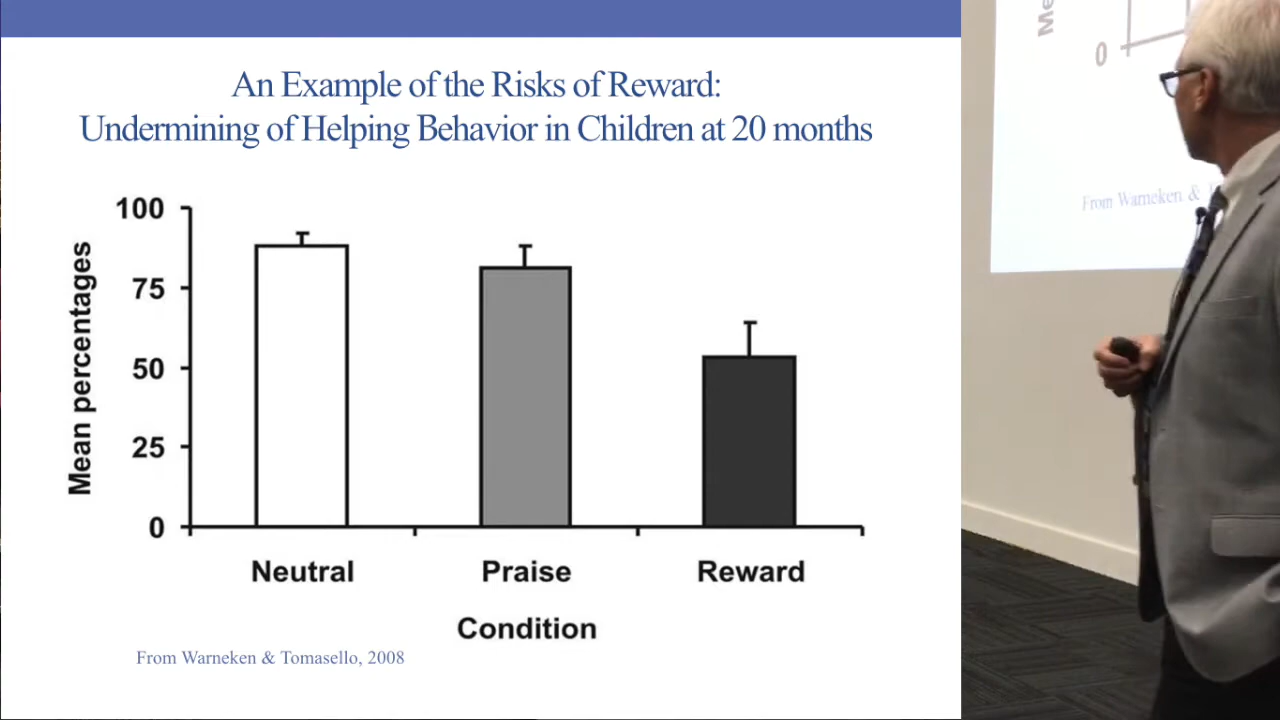 An Example of the Risks of Reward:
Undermining of Helping Behavior in Children at 20 months
100
75
50
25
0
Mean percentages
Neutral
Praise
Reward
Condition
From Warneken & Tomasello, 2008
0
From Warneken &